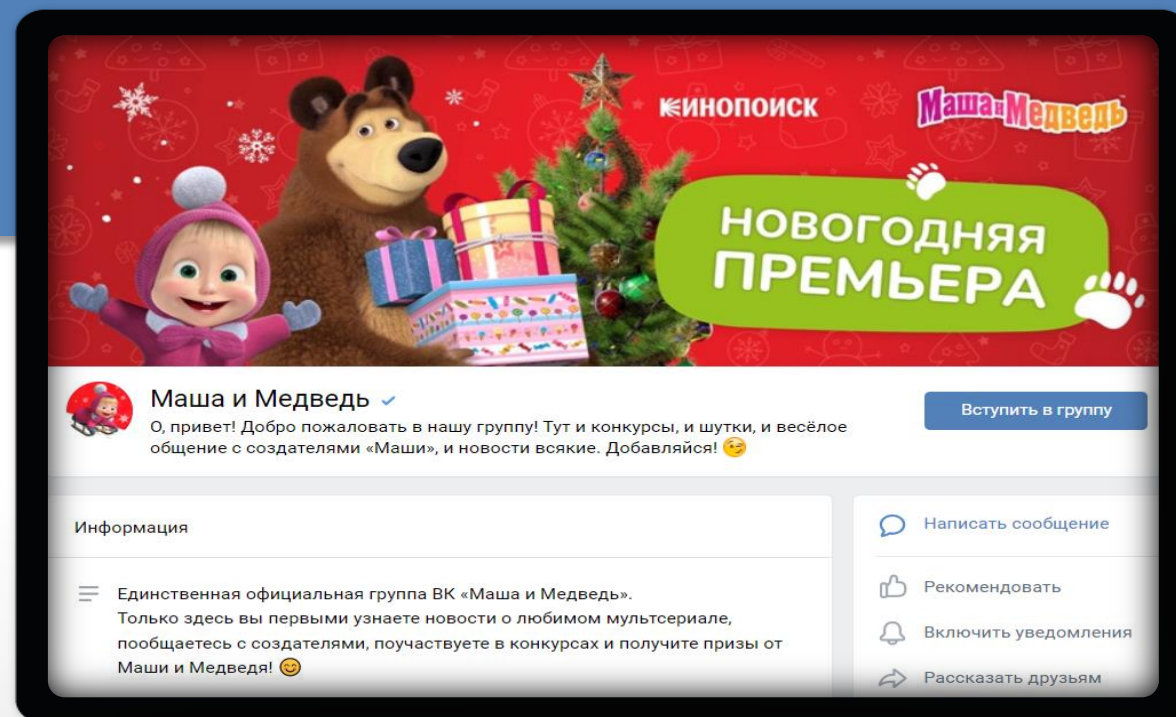 КИНОПОИСК
Маша и Медведь
НОВОГОДНЯЯ
ПРЕМЬЕРА
Маша и Медведь
О, привет! Добро пожаловать в нашу группу! Тут и конкурсы, и шутки, и весёлое
общение с создателями «Маши», и новости всякие. Добавляйся!
Вступить в группу
Информация
Единственная официальная группа ВК «Маша и Медведь».
Только здесь вы первыми узнаете новости о любимом мультсериале,
пообщаетесь с создателями, поучаствуете в конкурсах и получите призы от
Маши и Медведя!
Написать сообщение
Рекомендовать
Включить уведомления
Рассказать друзьям